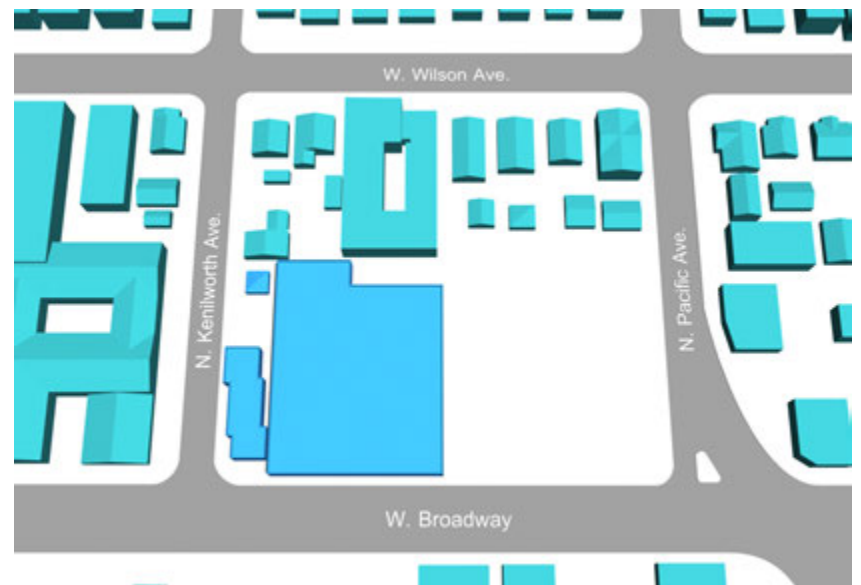 W. Wilson Ave.
N. Kenilworth Ave.
N. Pacific Ave.
W. Broadway